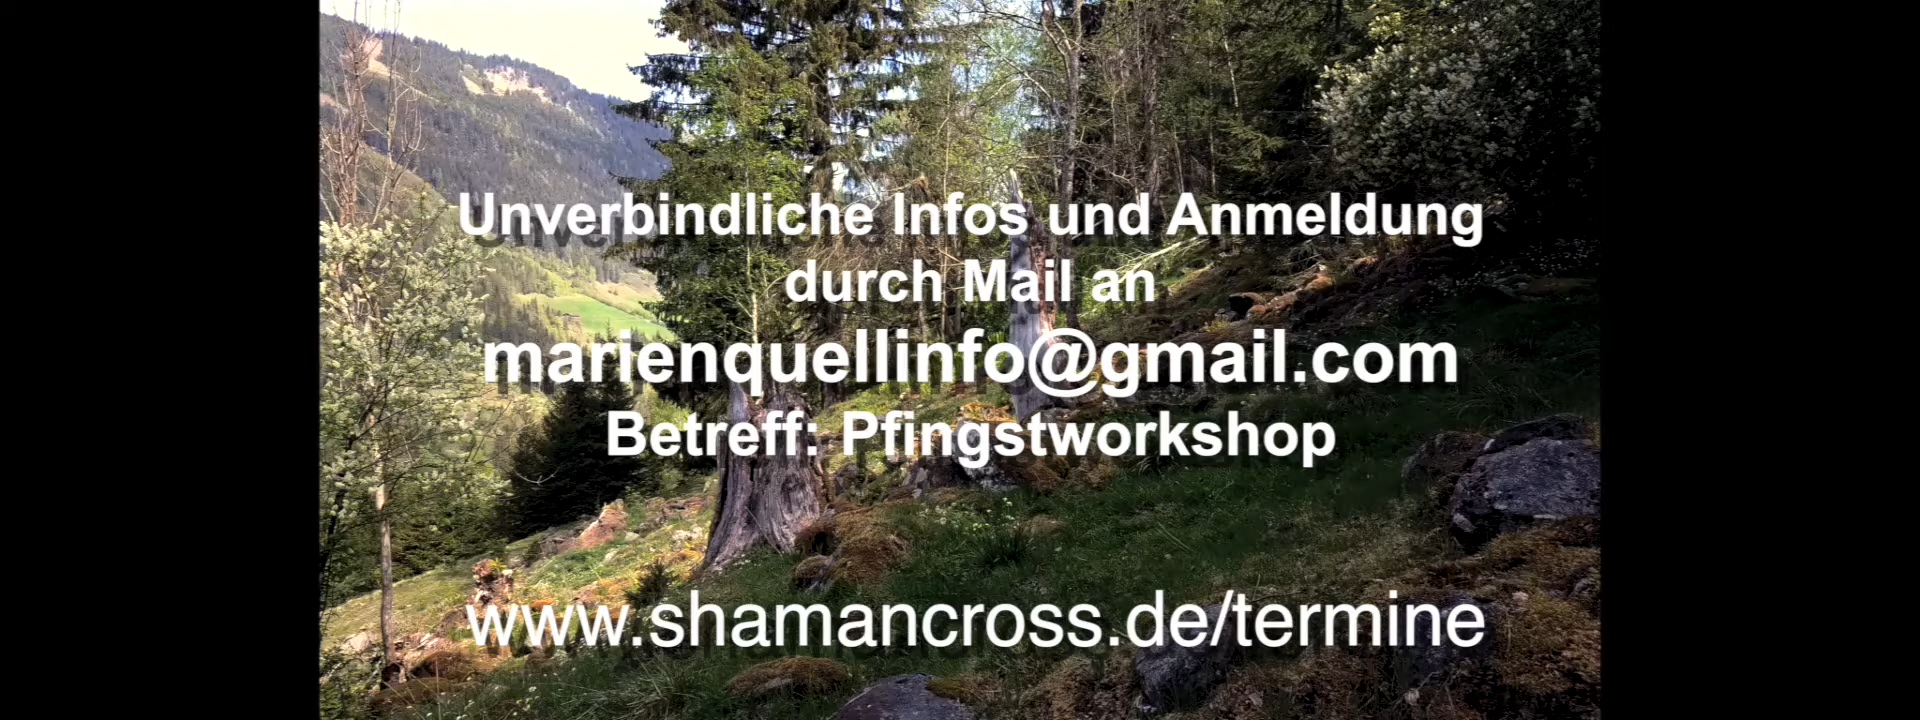 Unverbindliche Infos und Anmeldung
durch Mail an
marienquellinfo@gmail.com
Betreff: Pfingstworkshop
www.shamancross.de/termine